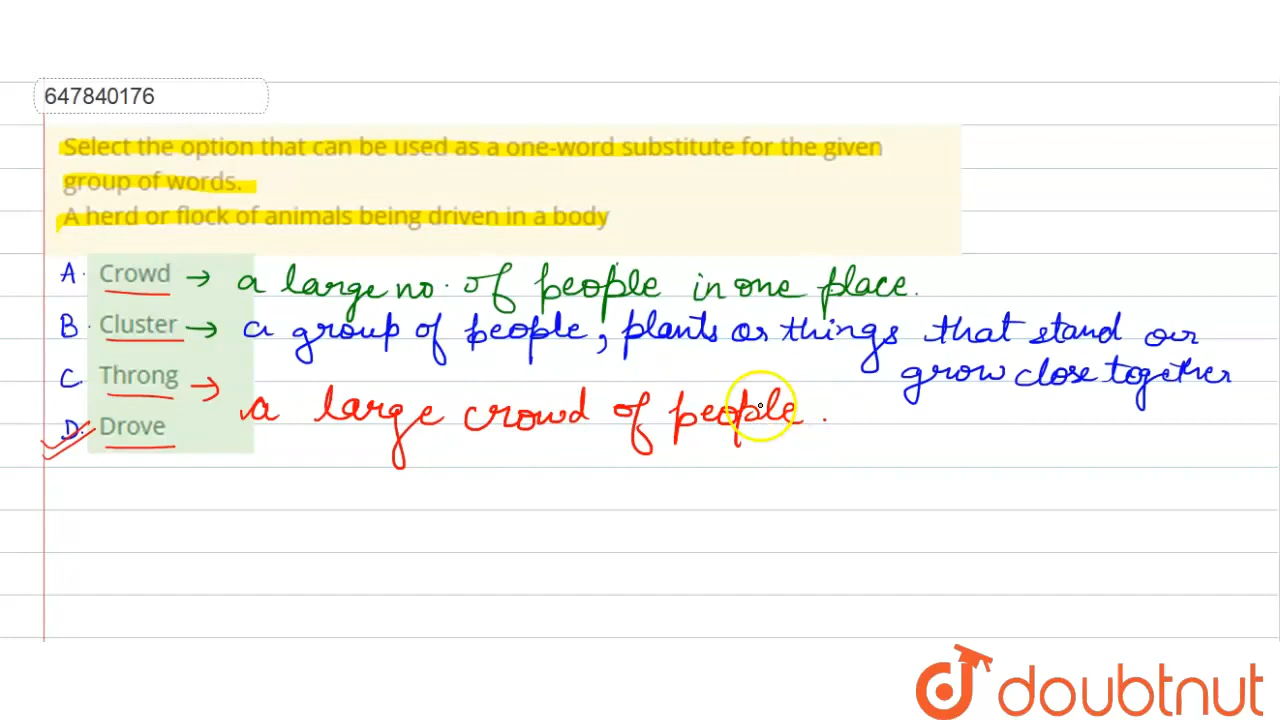 647840176
Select the option that can be used as a one-word substitute for the given
group of words.
A herd or flock of animals being driven in a body
A. Crowd → a large no. of people in one place.
B. Cluster → a group of people, plants or things that stand our
grow close together
C. Throng → a large crowd of people.
D. Drove
doubtnut